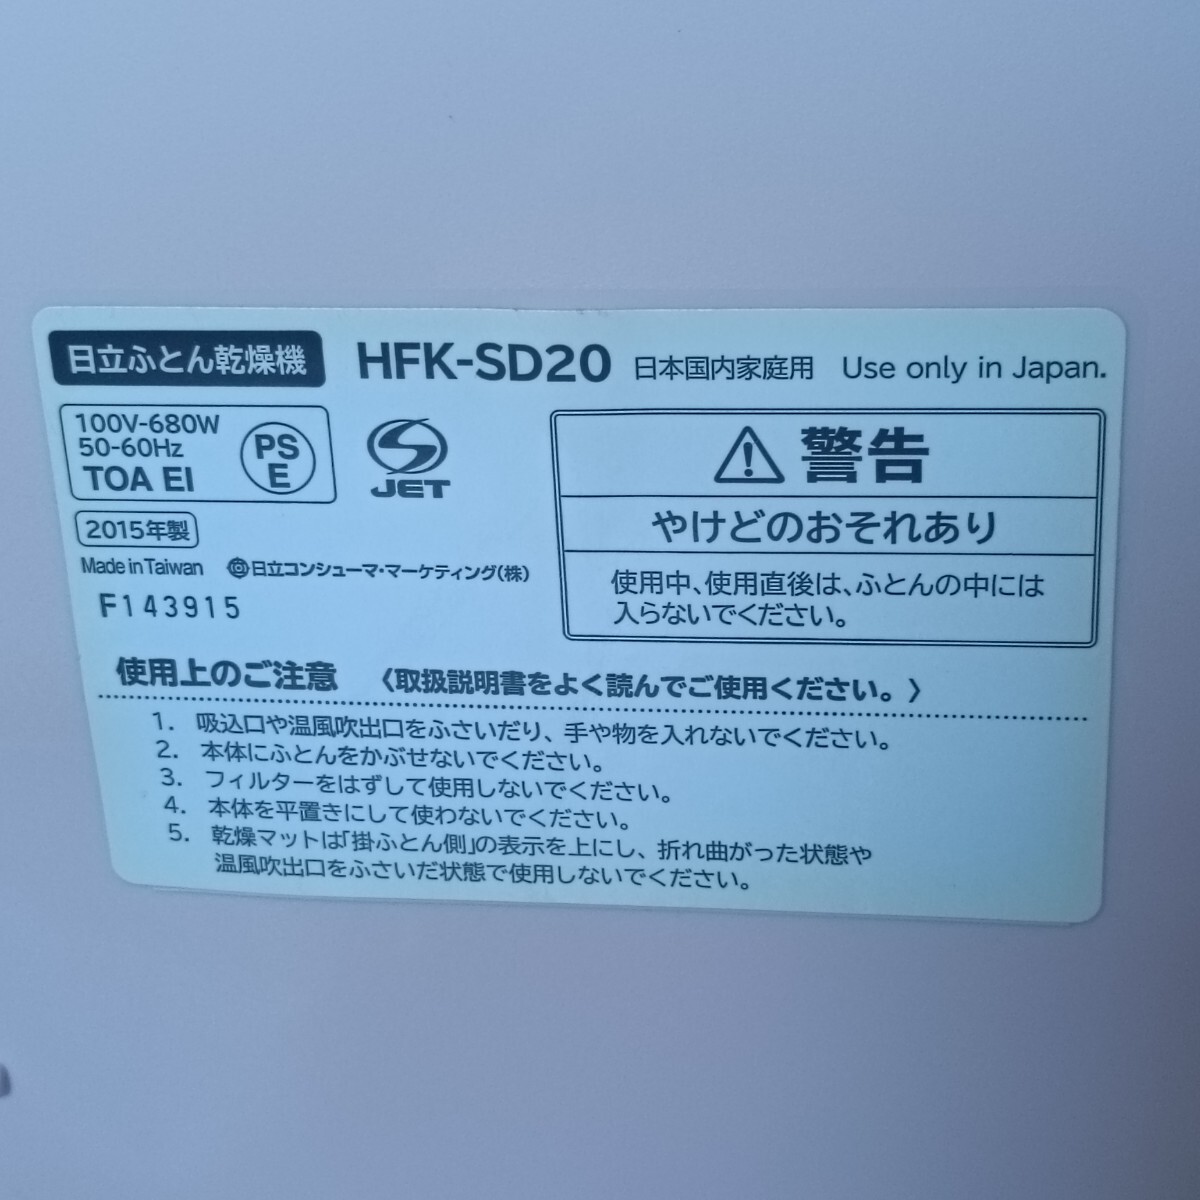 日立ふとん乾燥機 HFK-SD20 日本国内家庭用 Use only in Japan.
100V-680W
50-60Hz
TOA EI
PS
E
JET
2015年製
Made in Taiwan 日立コンシューマ・マーケティング(株)
F143915
警告
やけどのおそれあり
使用中、使用直後は、ふとんの中には
入らないでください。
使用上のご注意 〈取扱説明書をよく読んでご使用ください。〉
1. 吸込口や温風吹出口をふさいだり、手や物を入れないでください。
2. 本体にふとんをかぶせないでください。
3. フィルターをはずして使用しないでください。
4. 本体を平置きにして使わないでください。
5. 乾燥マットは「掛ふとん側」の表示を上にし、折れ曲がった状態や
温風吹出口をふさいだ状態で使用しないでください。